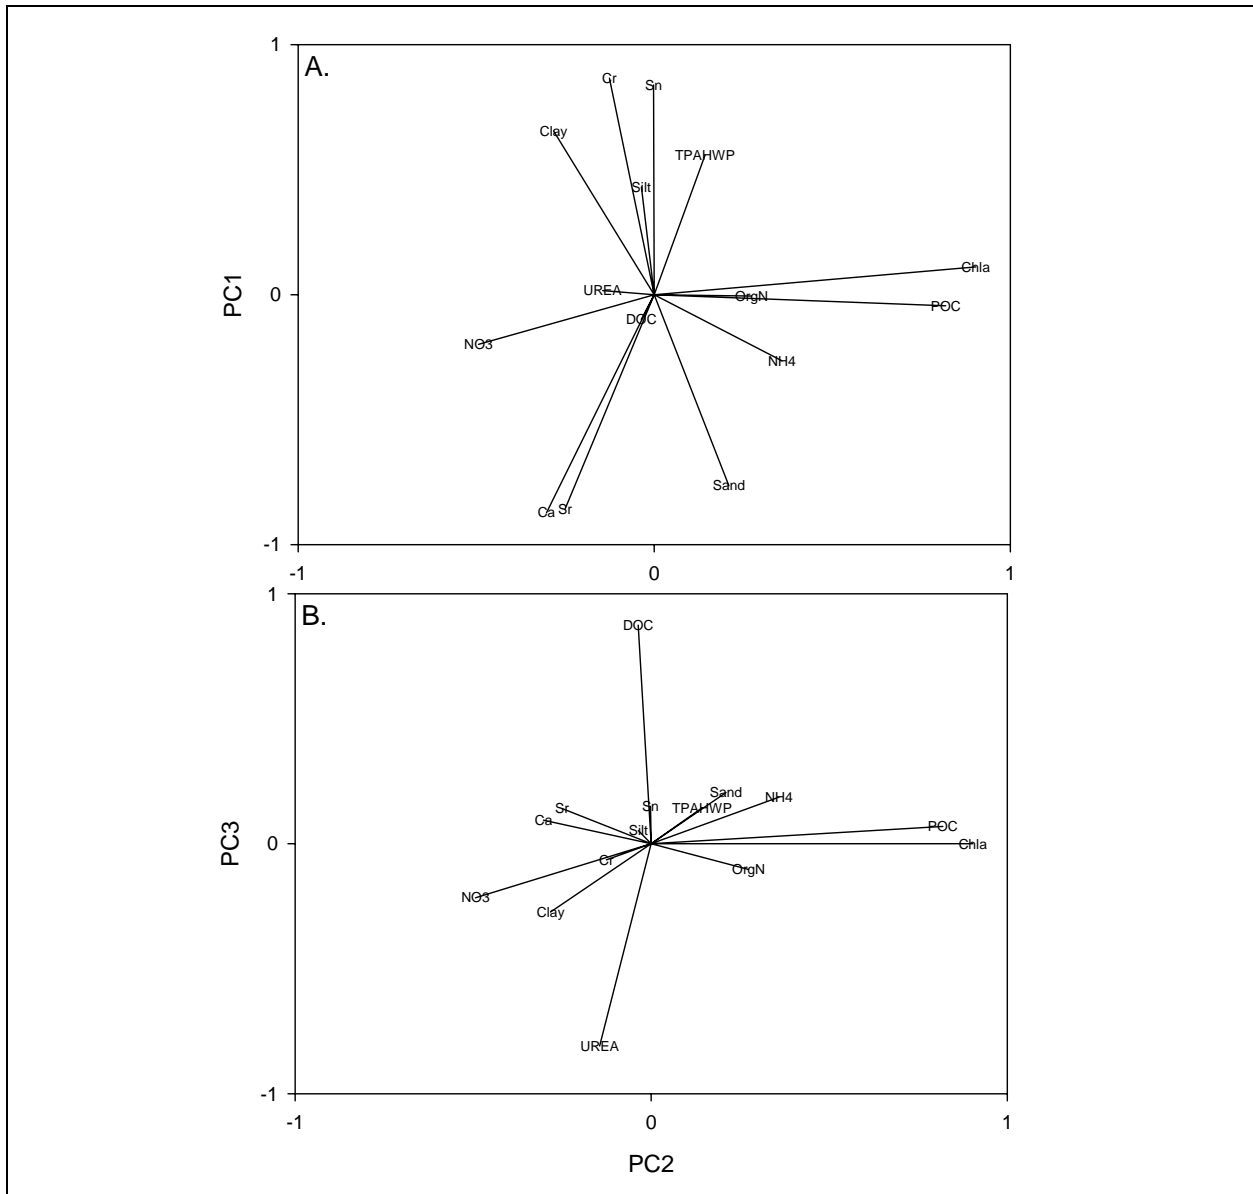 1
A.
Cr
Sn
Clay
TPAHWP
Silt
Chla
UREA
OrgN
PC1
0
POC
DOC
NO3
NH4
Sand
Ca
Sr
-1
-1
0
1
1
B.
DOC
Sand
NH4
Sr
Sn
TPAHWP
Ca
Silt
POC
PC3
0
Chla
Cr
OrgN
NO3
Clay
UREA
-1
-1
0
1
PC2